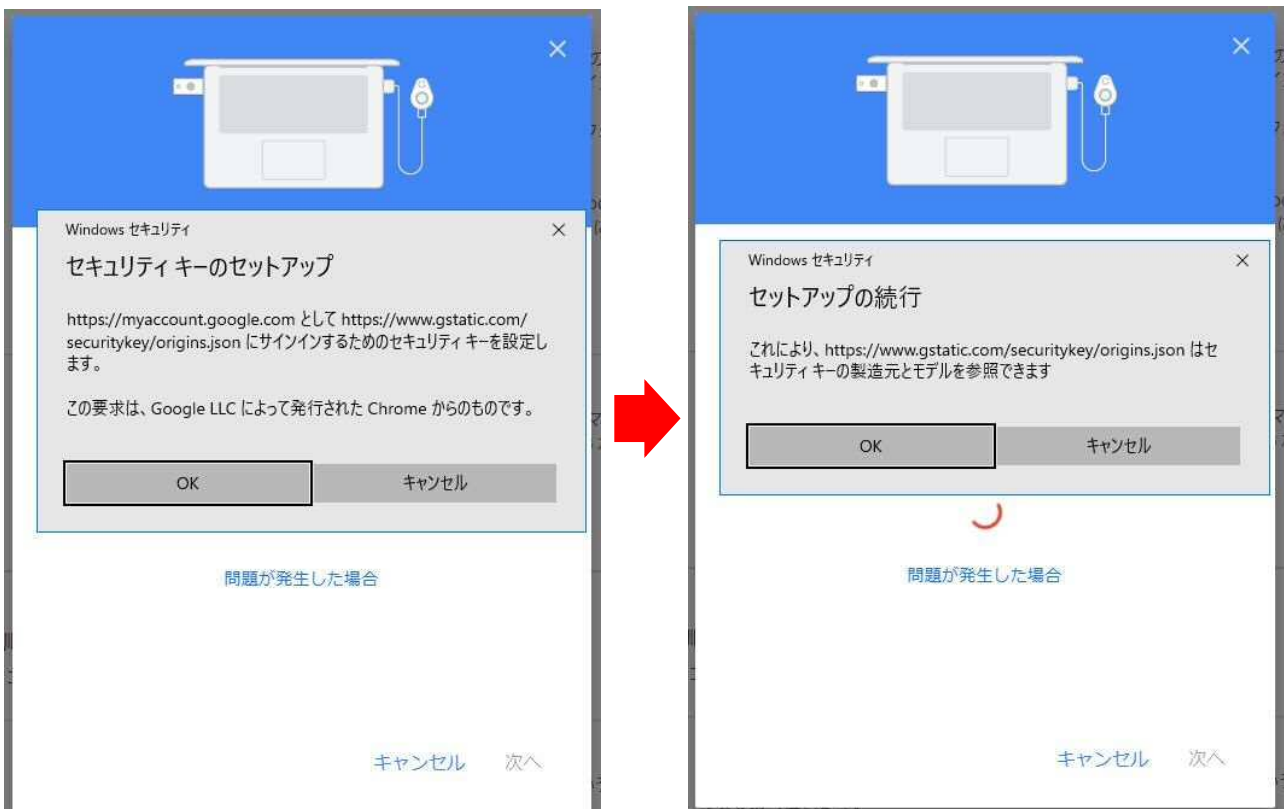 Windows セキュリティ
セキュリティ キーのセットアップ
https://myaccount.google.com として https://www.gstatic.com/
securitykey/origins.json にサインインするためのセキュリティ キーを設定し
ます。
この要求は、Google LLC によって発行された Chrome からのものです。
OK キャンセル
問題が発生した場合
キャンセル 次へ
Windows セキュリティ
セットアップの続行
これにより、https://www.gstatic.com/securitykey/origins.json はセ
キュリティ キーの製造元とモデルを参照できます
OK キャンセル
問題が発生した場合
キャンセル 次へ